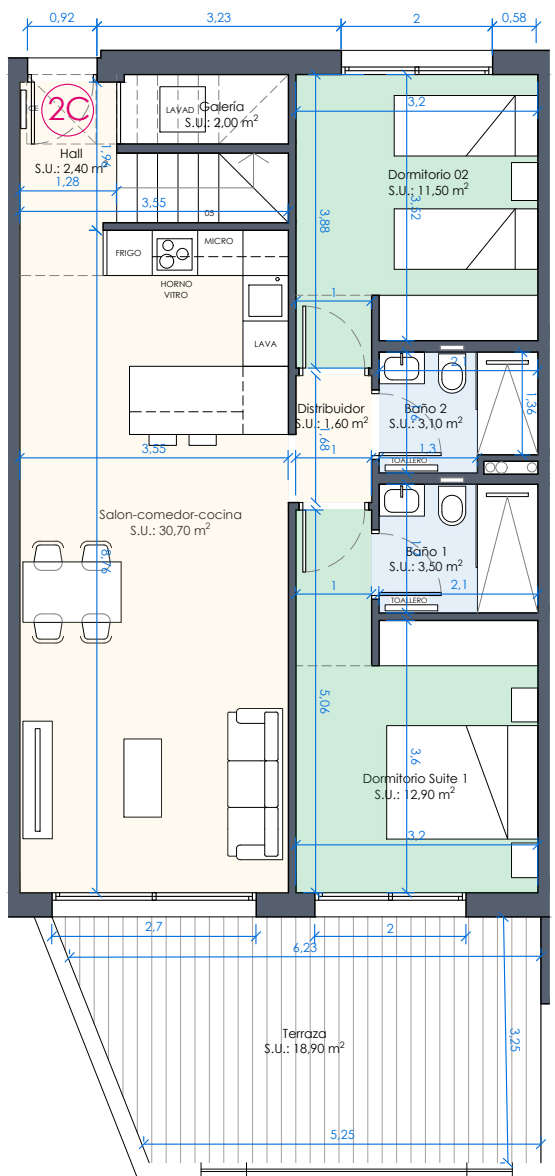 0,92
3,23
2
0,58
2C
CE
LAVAD
Galería
S.U.: 2,00 m²
3,2
Hall
S.U.: 2,40 m²
1,94
1,28
Dormitorio 02
S.U.: 11,50 m²
3,52
3,55
05
3,88
FRIGO
MICRO
HORNO
VITRO
LAVA
1
2,1
1,36
Distribuidor
S.U.: 1,60 m²
1,68
Baño 2
S.U.: 3,10 m²
3,55
1
1,3
TOALLERO
Salon-comedor-cocina
S.U.: 30,70 m²
8,76
Baño 1
S.U.: 3,50 m²
1
2,1
TOALLERO
5,06
3,6
Dormitorio Suite 1
S.U.: 12,90 m²
3,2
2,7
2
6,23
3,25
Terraza
S.U.: 18,90 m²
5,25